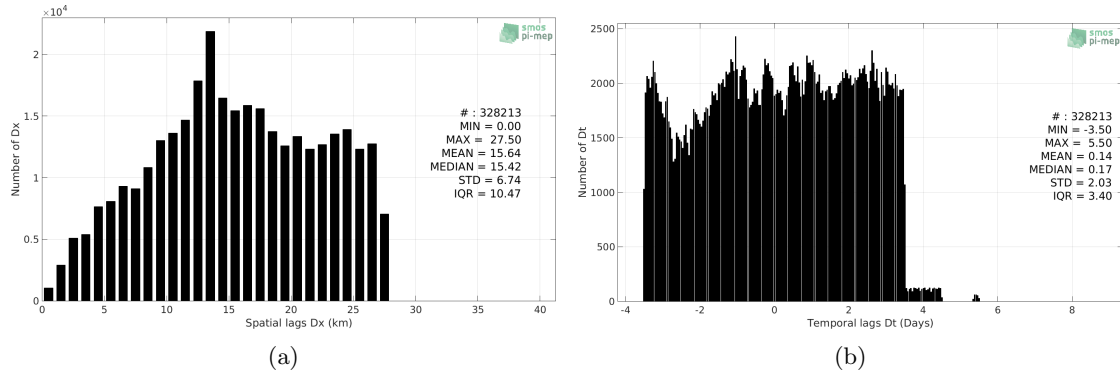 ×10⁴
2
1.5
1
0.5
0
Number of Dx
0 5 10 15 20 25 30 35 40
Spatial lags Dx (km)
smos
pi-mep
# : 328213
MIN = 0.00
MAX = 27.50
MEAN = 15.64
MEDIAN = 15.42
STD = 6.74
IQR = 10.47
(a)
2500
2000
1500
1000
500
0
Number of Dt
-4 -2 0 2 4 6 8
Temporal lags Dt (Days)
smos
pi-mep
# : 328213
MIN = -3.50
MAX = 5.50
MEAN = 0.14
MEDIAN = 0.17
STD = 2.03
IQR = 3.40
(b)